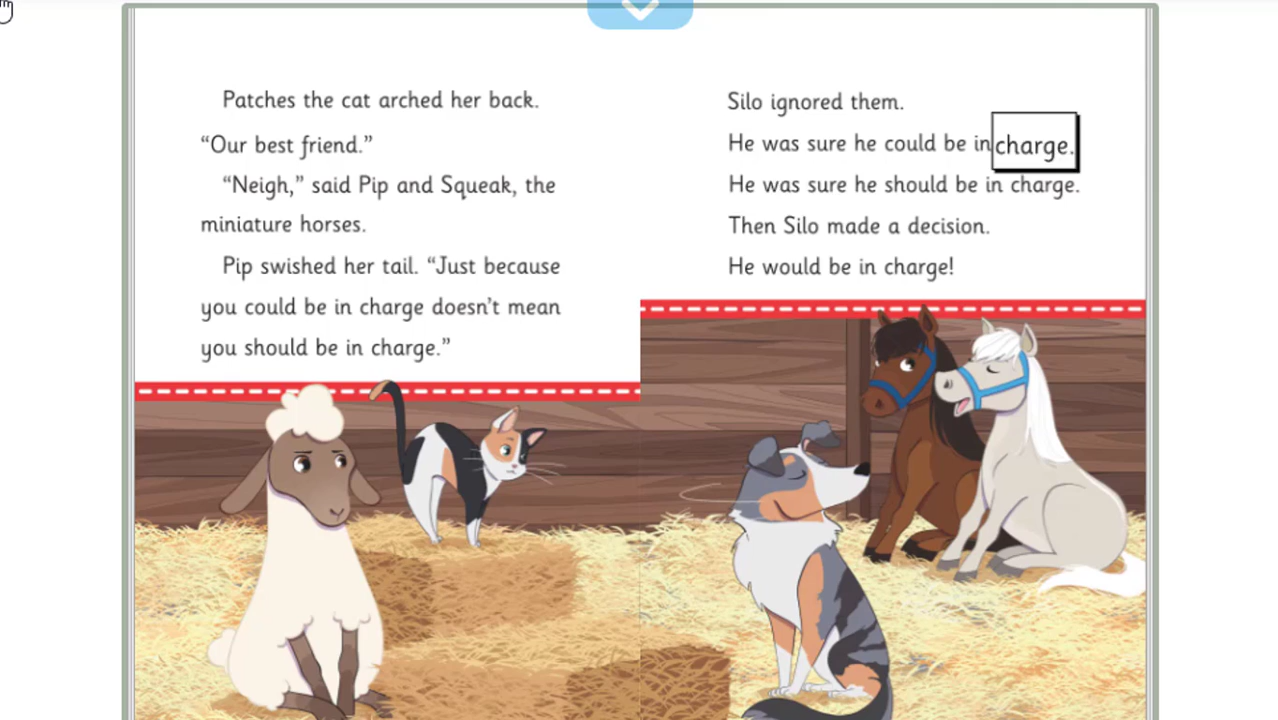 Patches the cat arched her back.
“Our best friend.”
“Neigh,” said Pip and Squeak, the
miniature horses.
Pip swished her tail. “Just because
you could be in charge doesn’t mean
you should be in charge.”
Silo ignored them.
He was sure he could be in charge.
He was sure he should be in charge.
Then Silo made a decision.
He would be in charge!